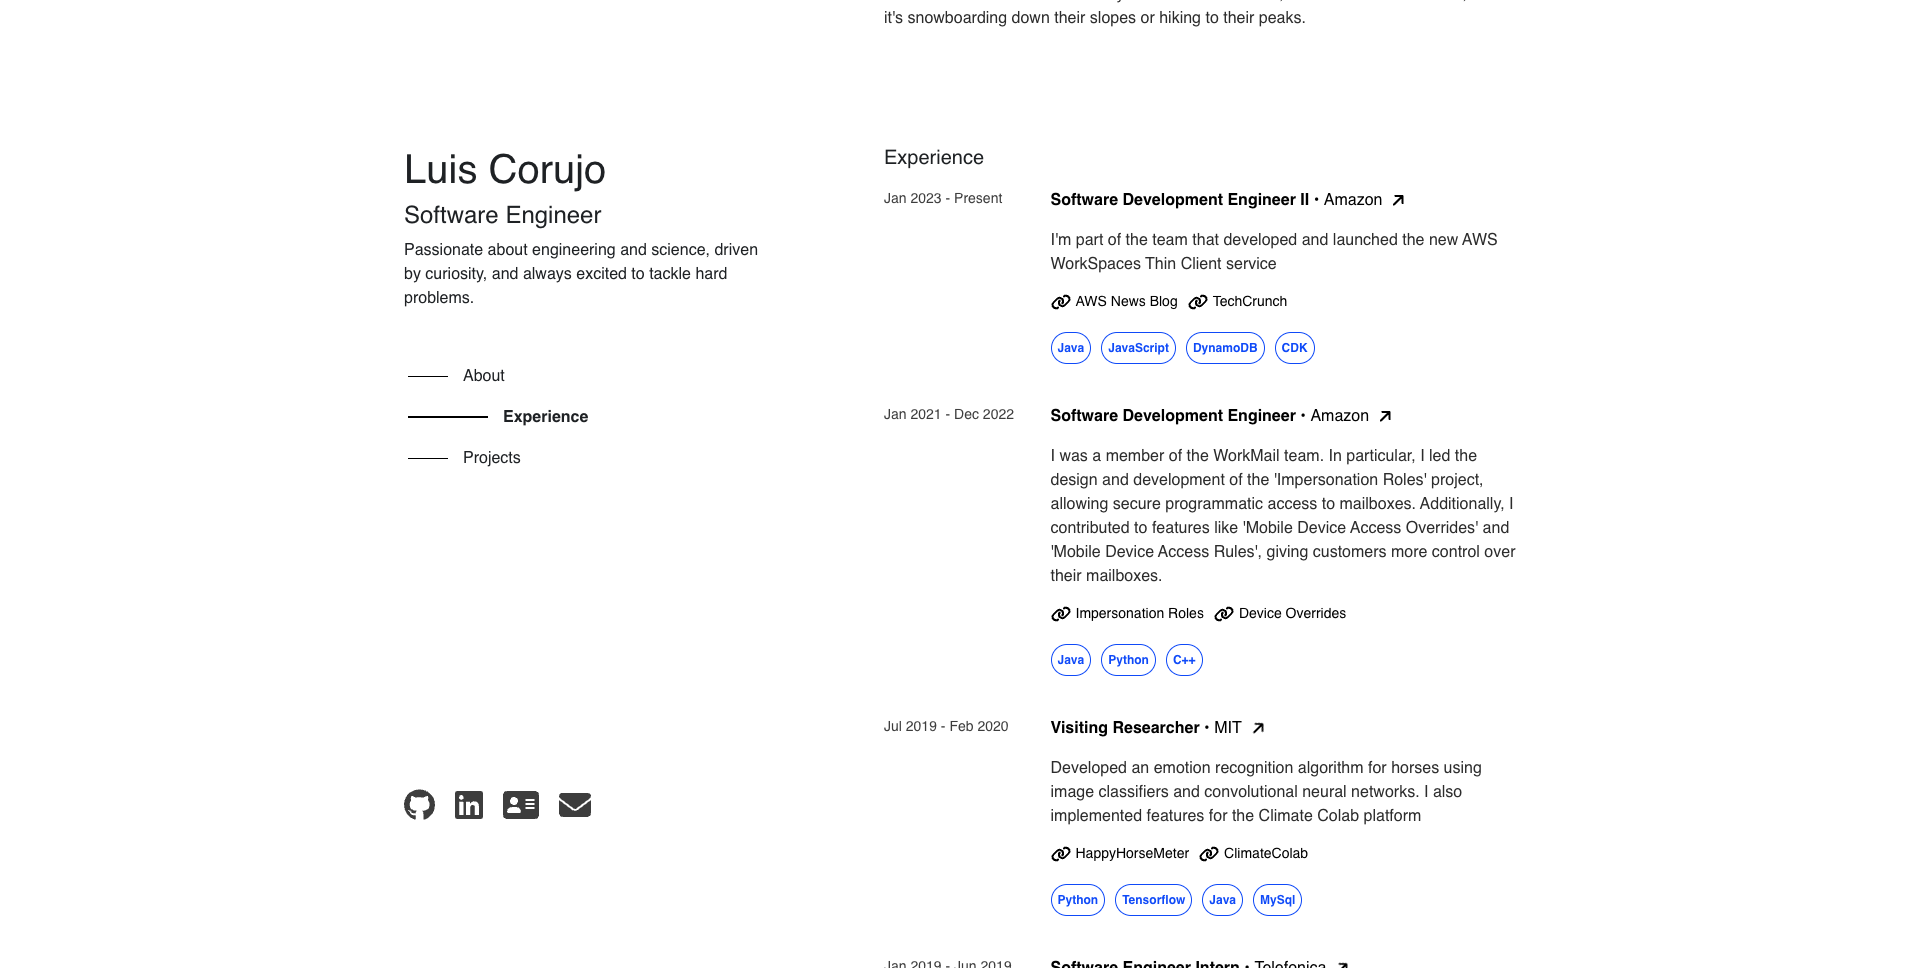 it's snowboarding down their slopes or hiking to their peaks.
Luis Corujo
Software Engineer
Passionate about engineering and science, driven
by curiosity, and always excited to tackle hard
problems.
About
Experience
Projects
Experience
Jan 2023 - Present
Software Development Engineer II • Amazon
I'm part of the team that developed and launched the new AWS
WorkSpaces Thin Client service
AWS News Blog TechCrunch
Java JavaScript DynamoDB CDK
Jan 2021 - Dec 2022
Software Development Engineer • Amazon
I was a member of the WorkMail team. In particular, I led the
design and development of the 'Impersonation Roles' project,
allowing secure programmatic access to mailboxes. Additionally, I
contributed to features like 'Mobile Device Access Overrides' and
'Mobile Device Access Rules', giving customers more control over
their mailboxes.
Impersonation Roles Device Overrides
Java Python C++
Jul 2019 - Feb 2020
Visiting Researcher • MIT
Developed an emotion recognition algorithm for horses using
image classifiers and convolutional neural networks. I also
implemented features for the Climate Colab platform
HappyHorseMeter ClimateColab
Python Tensorflow Java MySql
Jan 2019 - Jun 2019
Software Engineer Intern • Telefonica